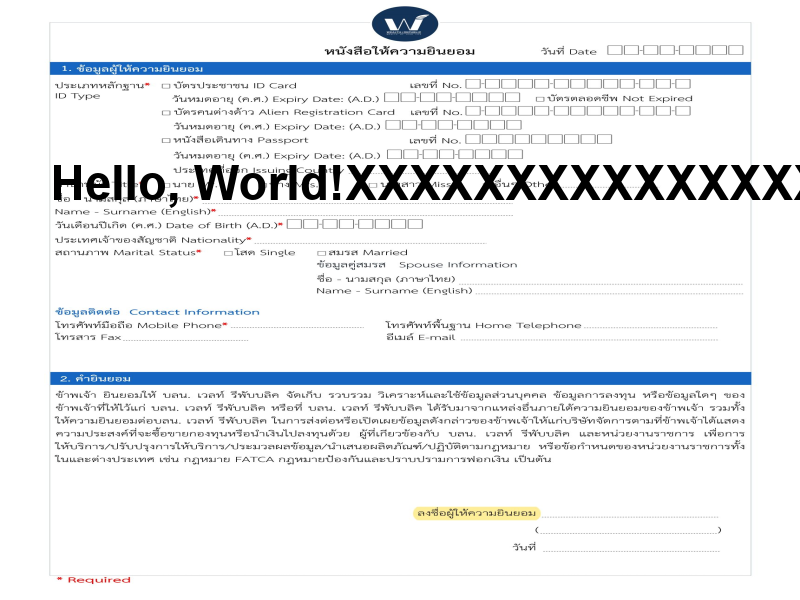 W
หนังสือให้ความยินยอม
วันที่ Date
1. ข้อมูลผู้ให้ความยินยอม
ประเภทหลักฐาน* บัตรประชาชน ID Card เลขที่ No.
ID Type
วันหมดอายุ (ค.ศ.) Expiry Date: (A.D.) บัตรตลอดชีพ Not Expired
บัตรคนต่างด้าว Alien Registration Card เลขที่ No.
วันหมดอายุ (ค.ศ.) Expiry Date: (A.D.)
หนังสือเดินทาง Passport เลขที่ No.
วันหมดอายุ (ค.ศ.) Expiry Date: (A.D.)
Issuing Country
Hello, World!XXXXXXXXXXXXXX
ชื่อ - นามสกุล (ภาษาไทย)*
Name - Surname (English)*
วันเดือนปีเกิด (ค.ศ.) Date of Birth (A.D.)*
ประเทศเจ้าของสัญชาติ Nationality*
สถานภาพ Marital Status* โสด Single สมรส Married
ข้อมูลคู่สมรส Spouse Information
ชื่อ - นามสกุล (ภาษาไทย)
Name - Surname (English)
ข้อมูลติดต่อ Contact Information
โทรศัพท์มือถือ Mobile Phone* โทรศัพท์พื้นฐาน Home Telephone
โทรสาร Fax อีเมล์ E-mail
2. คำยินยอม
ข้าพเจ้า ยินยอมให้ บลน. เวลท์ รีพับบลิค จัดเก็บ รวบรวม วิเคราะห์และใช้ข้อมูลส่วนบุคคล ข้อมูลการลงทุน หรือข้อมูลใดๆ ของ
ข้าพเจ้าที่ให้ไว้แก่ บลน. เวลท์ รีพับบลิค หรือที่ บลน. เวลท์ รีพับบลิค ได้รับมาจากแหล่งอื่นภายใต้ความยินยอมของข้าพเจ้า รวมทั้ง
ให้ความยินยอมต่อบลน. เวลท์ รีพับบลิค ในการส่งต่อหรือเปิดเผยข้อมูลดังกล่าวของข้าพเจ้าให้แก่บริษัทจัดการตามที่ข้าพเจ้าได้แสดง
ความประสงค์ที่จะซื้อขายกองทุนหรือนำเงินไปลงทุนด้วย ผู้ที่เกี่ยวข้องกับ บลน. เวลท์ รีพับบลิค และหน่วยงานราชการ เพื่อการ
ให้บริการ/ปรับปรุงการให้บริการ/ประมวลผลข้อมูล/นำเสนอผลิตภัณฑ์/ปฏิบัติตามกฎหมาย หรือข้อกำหนดของหน่วยงานราชการทั้ง
ในและต่างประเทศ เช่น กฎหมาย FATCA กฎหมายป้องกันและปราบปรามการฟอกเงิน เป็นต้น
ลงชื่อผู้ให้ความยินยอม
( )
วันที่
* Required